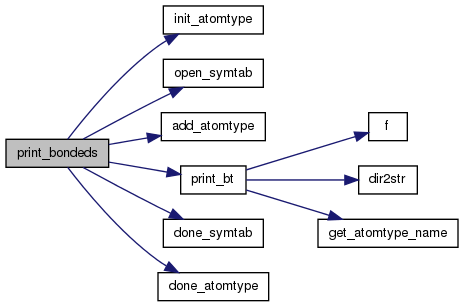 init_atomtype
open_symtab
add_atomtype
f
print_bondeds
print_bt
dir2str
done_symtab
get_atomtype_name
done_atomtype